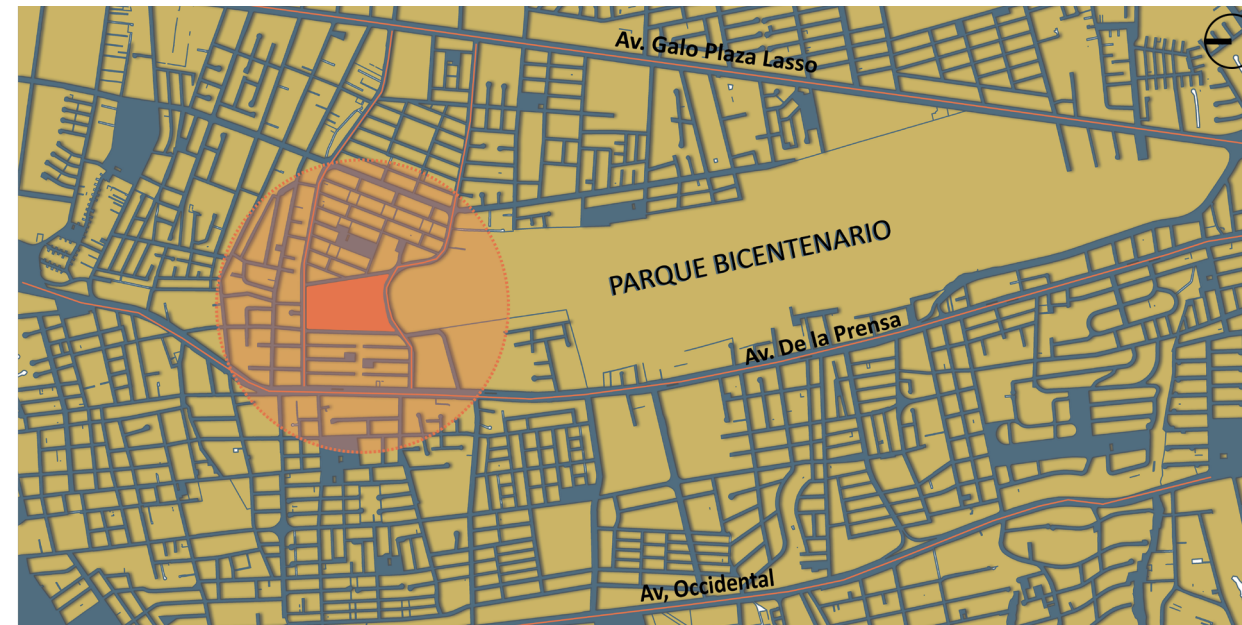 Av. Galo Plaza Lasso
PARQUE BICENTENARIO
Av. De la Prensa
Av, Occidental